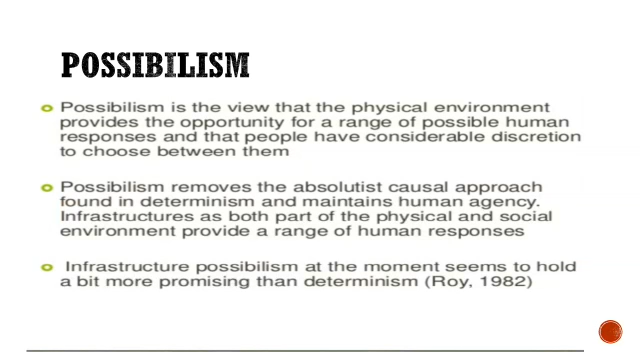 POSSIBILISM
Possibilism is the view that the physical environment
provides the opportunity for a range of possible human
responses and that people have considerable discretion
to choose between them
Possibilism removes the absolutist causal approach
found in determinism and maintains human agency.
Infrastructures as both part of the physical and social
environment provide a range of human responses
Infrastructure possibilism at the moment seems to hold
a bit more promising than determinism (Roy, 1982)